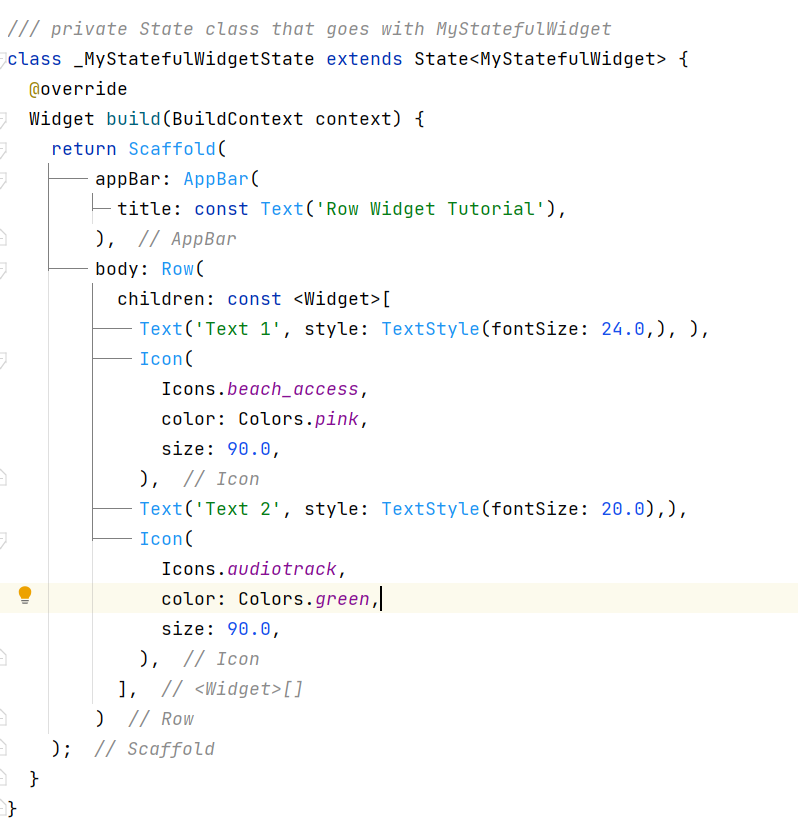 /// private State class that goes with MyStatefulWidget
class _MyStatefulWidgetState extends State<MyStatefulWidget> {
  @override
  Widget build(BuildContext context) {
    return Scaffold(
        appBar: AppBar(
          title: const Text('Row Widget Tutorial'),
        ),  // AppBar
        body: Row(
          children: const <Widget>[
            Text('Text 1', style: TextStyle(fontSize: 24.0,), ),
            Icon(
              Icons.beach_access,
              color: Colors.pink,
              size: 90.0,
            ),  // Icon
            Text('Text 2', style: TextStyle(fontSize: 20.0),),
            Icon(
              Icons.audiotrack,
              color: Colors.green,
              size: 90.0,
            ),  // Icon
          ],  // <Widget>[]
        )  // Row
    );  // Scaffold
  }
}